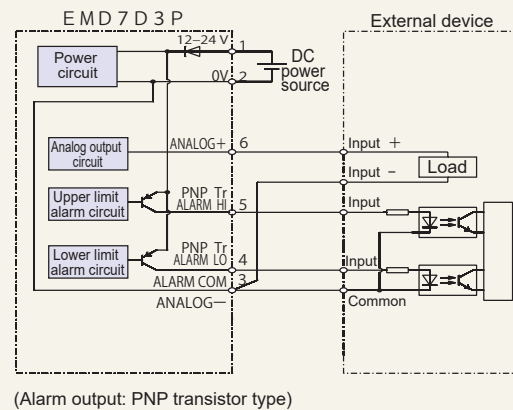 EMD7D3P
External device
12–24 V
1
Power
circuit
DC
power
source
0V
2
Analog output
circuit
ANALOG+
6
Input +
Load
Input -
Upper limit
alarm circuit
PNP Tr
ALARM HI
5
Input
Lower limit
alarm circuit
PNP Tr
ALARM LO
4
Input
ALARM COM
3
ANALOG−
Common
(Alarm output: PNP transistor type)